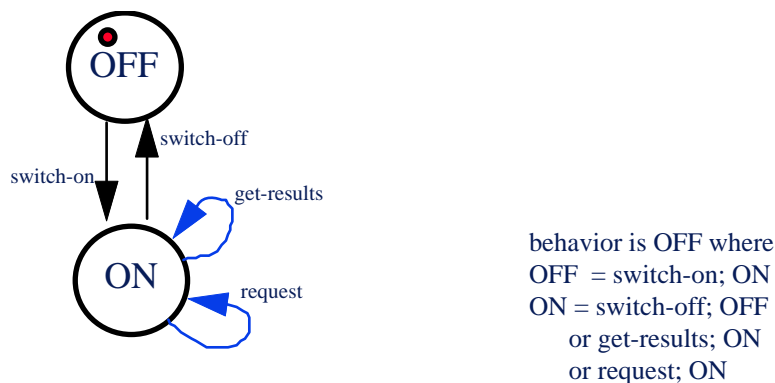 OFF
switch-off
switch-on
get-results
ON
request
behavior is OFF where
OFF = switch-on; ON
ON = switch-off; OFF
or get-results; ON
or request; ON